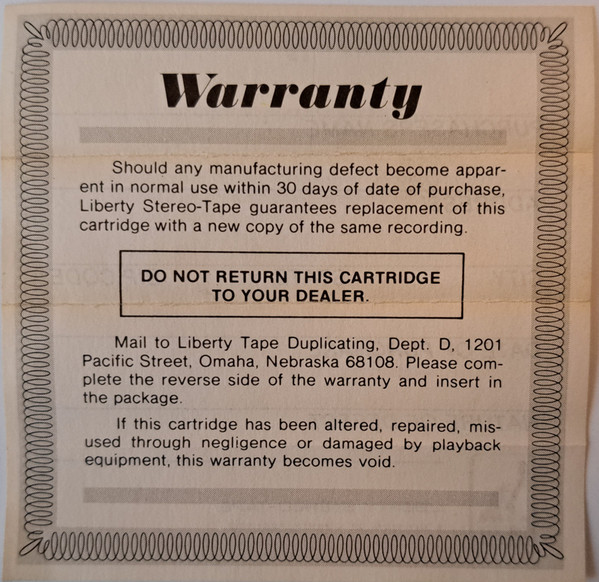 Warranty
Should any manufacturing defect become appar-
ent in normal use within 30 days of date of purchase,
Liberty Stereo-Tape guarantees replacement of this
cartridge with a new copy of the same recording.
DO NOT RETURN THIS CARTRIDGE
TO YOUR DEALER.
Mail to Liberty Tape Duplicating, Dept. D, 1201
Pacific Street, Omaha, Nebraska 68108. Please com-
plete the reverse side of the warranty and insert in
the package.
If this cartridge has been altered, repaired, mis-
used through negligence or damaged by playback
equipment, this warranty becomes void.